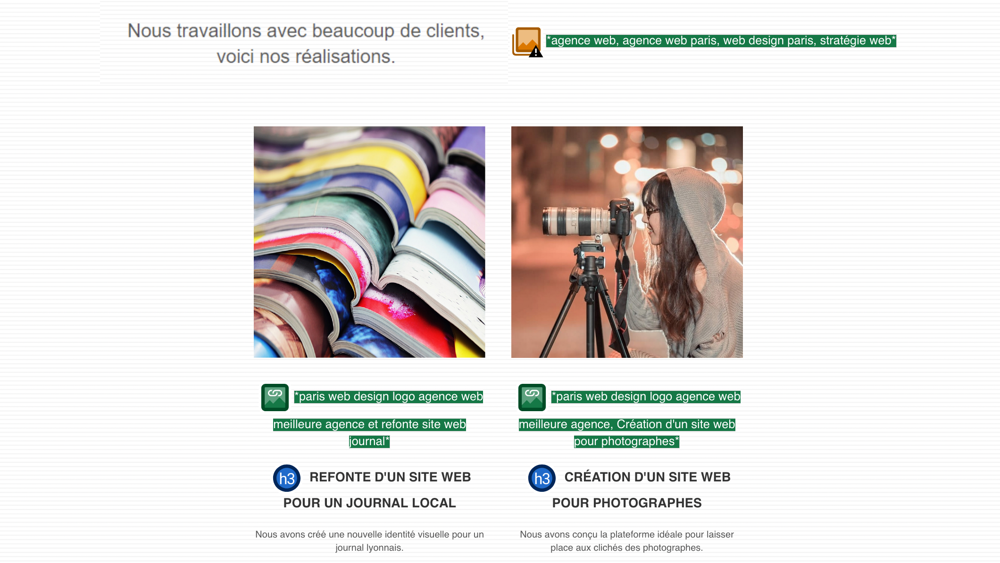 Nous travaillons avec beaucoup de clients,
voici nos réalisations.
*agence web, agence web paris, web design paris, stratégie web*
*paris web design logo agence web
meilleure agence et refonte site web
journal*
h3 REFONTE D'UN SITE WEB
POUR UN JOURNAL LOCAL
Nous avons créé une nouvelle identité visuelle pour un
journal lyonnais.
*paris web design logo agence web
meilleure agence, Création d'un site web
pour photographes*
h3 CRÉATION D'UN SITE WEB
POUR PHOTOGRAPHES
Nous avons conçu la plateforme idéale pour laisser
place aux clichés des photographes.